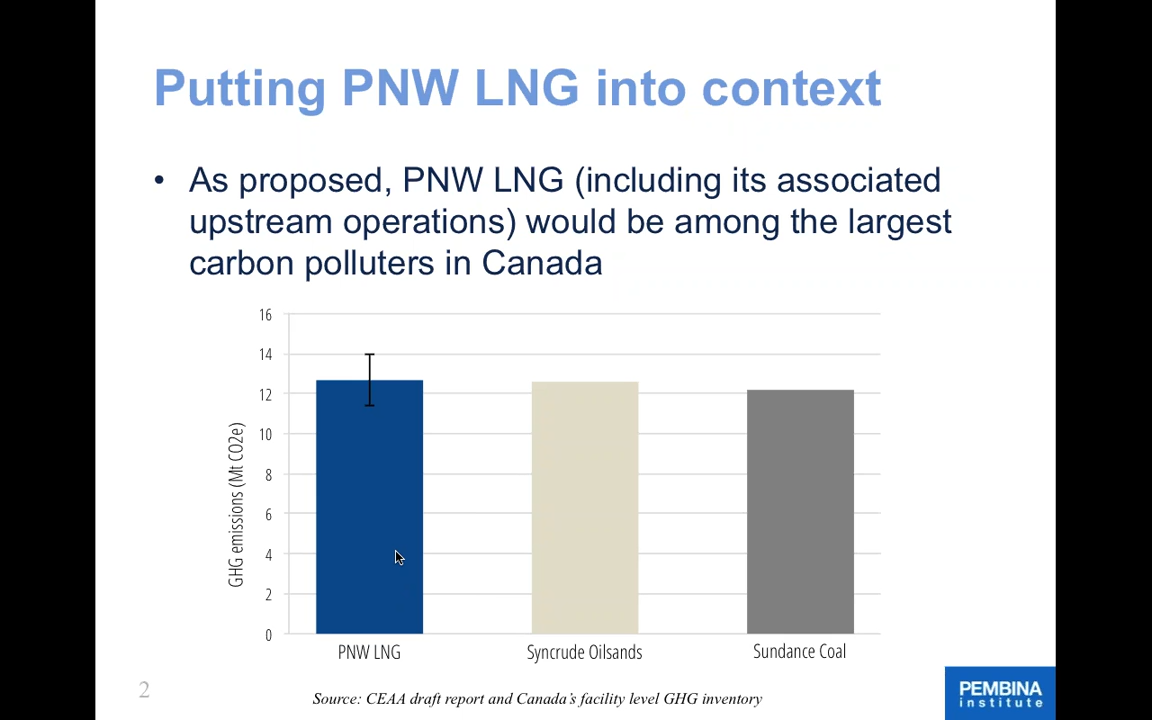 Putting PNW LNG into context
• As proposed, PNW LNG (including its associated
upstream operations) would be among the largest
carbon polluters in Canada
16
14
12
10
8
6
4
2
0
GHG emissions (Mt CO2e)
PNW LNG
Syncrude Oilsands
Sundance Coal
2
Source: CEAA draft report and Canada's facility level GHG inventory
PEMBINA
institute